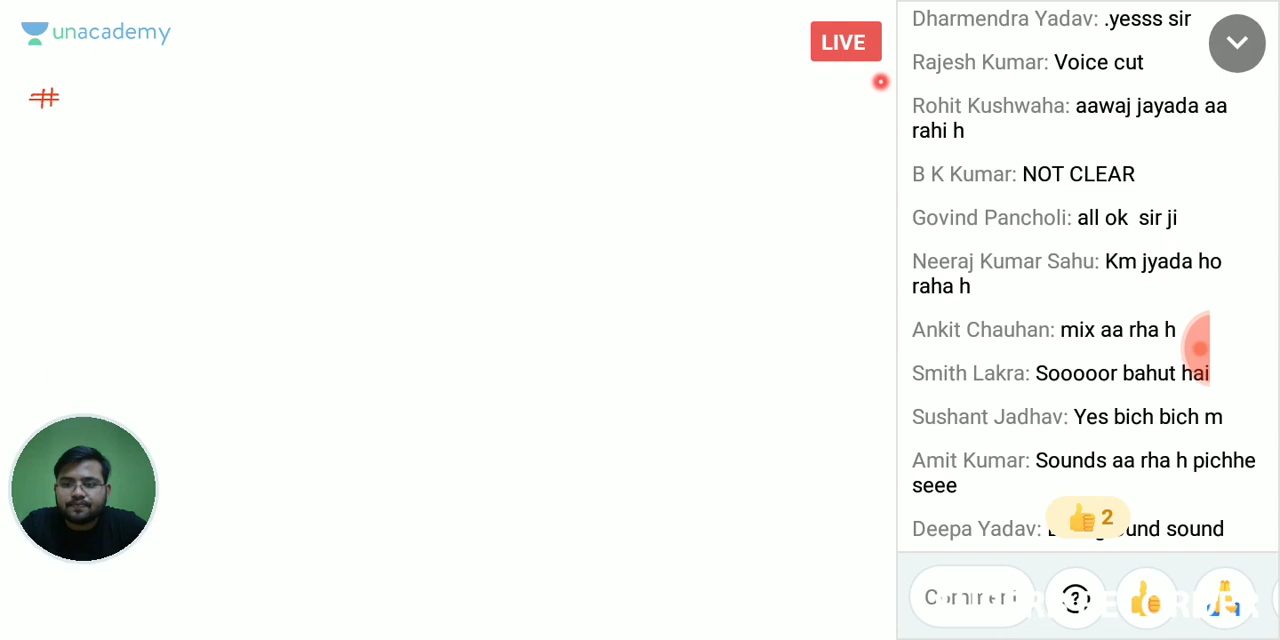 unacademy
LIVE
#
Dharmendra Yadav: .yesss sir
Rajesh Kumar: Voice cut
Rohit Kushwaha: aawaj jayada aa
rahi h
B K Kumar: NOT CLEAR
Govind Pancholi: all ok  sir ji
Neeraj Kumar Sahu: Km jyada ho
raha h
Ankit Chauhan: mix aa rha h
Smith Lakra: Sooooor bahut hai
Sushant Jadhav: Yes bich bich m
Amit Kumar: Sounds aa rha h pichhe
seee
👍 2
Deepa Yadav: sound